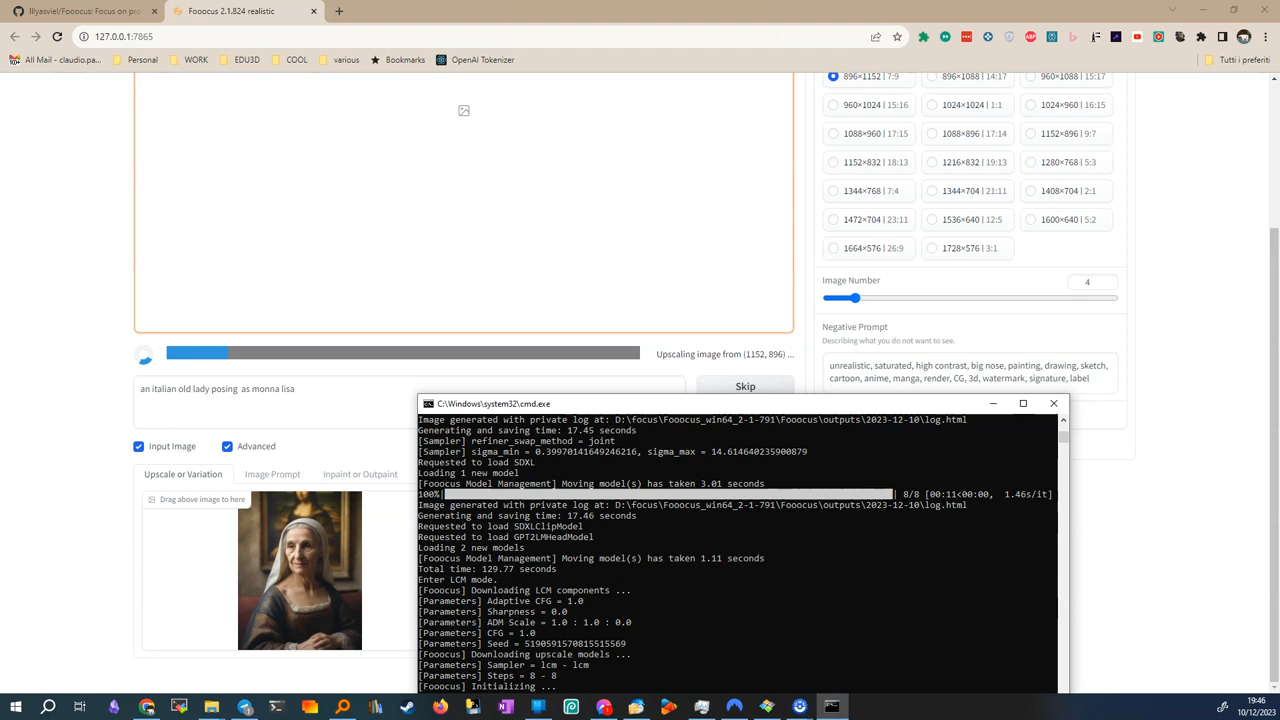 lllyasviel/Fooocus: Focus on pro
Fooocus 2.1.824 realistic
127.0.0.1:7865
All Mail - claudio.pa...
Personal
WORK
EDU3D
COOL
various
Bookmarks
OpenAI Tokenizer
Tutti i preferiti
896×1152 | 7:9
896×1088 | 14:17
960×1088 | 15:17
960×1024 | 15:16
1024×1024 | 1:1
1024×960 | 16:15
1088×960 | 17:15
1088×896 | 17:14
1152×896 | 9:7
1152×832 | 18:13
1216×832 | 19:13
1280×768 | 5:3
1344×768 | 7:4
1344×704 | 21:11
1408×704 | 2:1
1472×704 | 23:11
1536×640 | 12:5
1600×640 | 5:2
1664×576 | 26:9
1728×576 | 3:1
Image Number
4
Negative Prompt
Describing what you do not want to see.
unrealistic, saturated, high contrast, big nose, painting, drawing, sketch,
cartoon, anime, manga, render, CG, 3d, watermark, signature, label
Upscaling image from (1152, 896) ...
an italian old lady posing  as monna lisa
Skip
Input Image
Advanced
Upscale or Variation
Image Prompt
Inpaint or Outpaint
Drag above image to here
C:\Windows\system32\cmd.exe
Image generated with private log at: D:\focus\Fooocus_win64_2-1-791\Fooocus\outputs\2023-12-10\log.html
Generating and saving time: 17.45 seconds
[Sampler] refiner_swap_method = joint
[Sampler] sigma_min = 0.39970141649246216, sigma_max = 14.614640235900879
Requested to load SDXL
Loading 1 new model
[Fooocus Model Management] Moving model(s) has taken 3.01 seconds
100%| | 8/8 [00:11<00:00,  1.46s/it]
Image generated with private log at: D:\focus\Fooocus_win64_2-1-791\Fooocus\outputs\2023-12-10\log.html
Generating and saving time: 17.46 seconds
Requested to load SDXLClipModel
Requested to load GPT2LMHeadModel
Loading 2 new models
[Fooocus Model Management] Moving model(s) has taken 1.11 seconds
Total time: 129.77 seconds
Enter LCM mode.
[Fooocus] Downloading LCM components ...
[Parameters] Adaptive CFG = 1.0
[Parameters] Sharpness = 0.0
[Parameters] ADM Scale = 1.0 : 1.0 : 0.0
[Parameters] CFG = 1.0
[Parameters] Seed = 5190591570815515569
[Fooocus] Downloading upscale models ...
[Parameters] Sampler = lcm - lcm
[Parameters] Steps = 8 - 8
[Fooocus] Initializing ...
19:46
10/12/2023